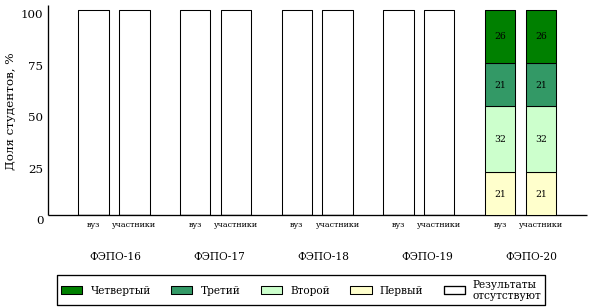 Доля студентов, %
100
75
50
25
0
26 26
21 21
32 32
21 21
вуз участники вуз участники вуз участники вуз участники вуз участники
ФЭПО-16 ФЭПО-17 ФЭПО-18 ФЭПО-19 ФЭПО-20
Четвертый Третий Второй Первый Результаты
отсутствуют